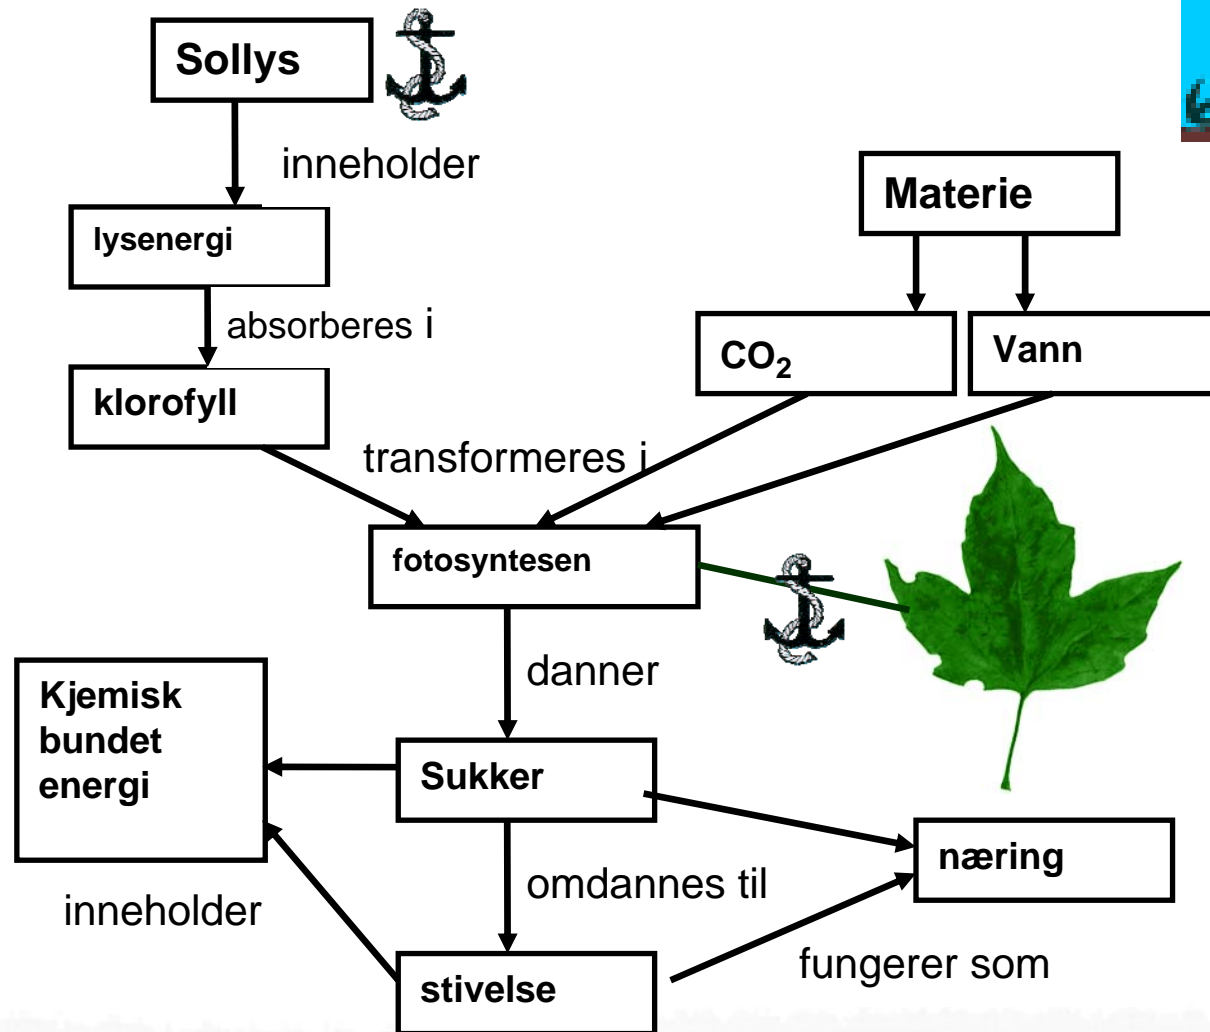 Sollys
inneholder
Materie
lysenergi
absorberes i
CO₂
Vann
klorofyll
transformeres i
fotosyntesen
danner
Kjemisk
bundet
energi
Sukker
næring
omdannes til
inneholder
fungerer som
stivelse